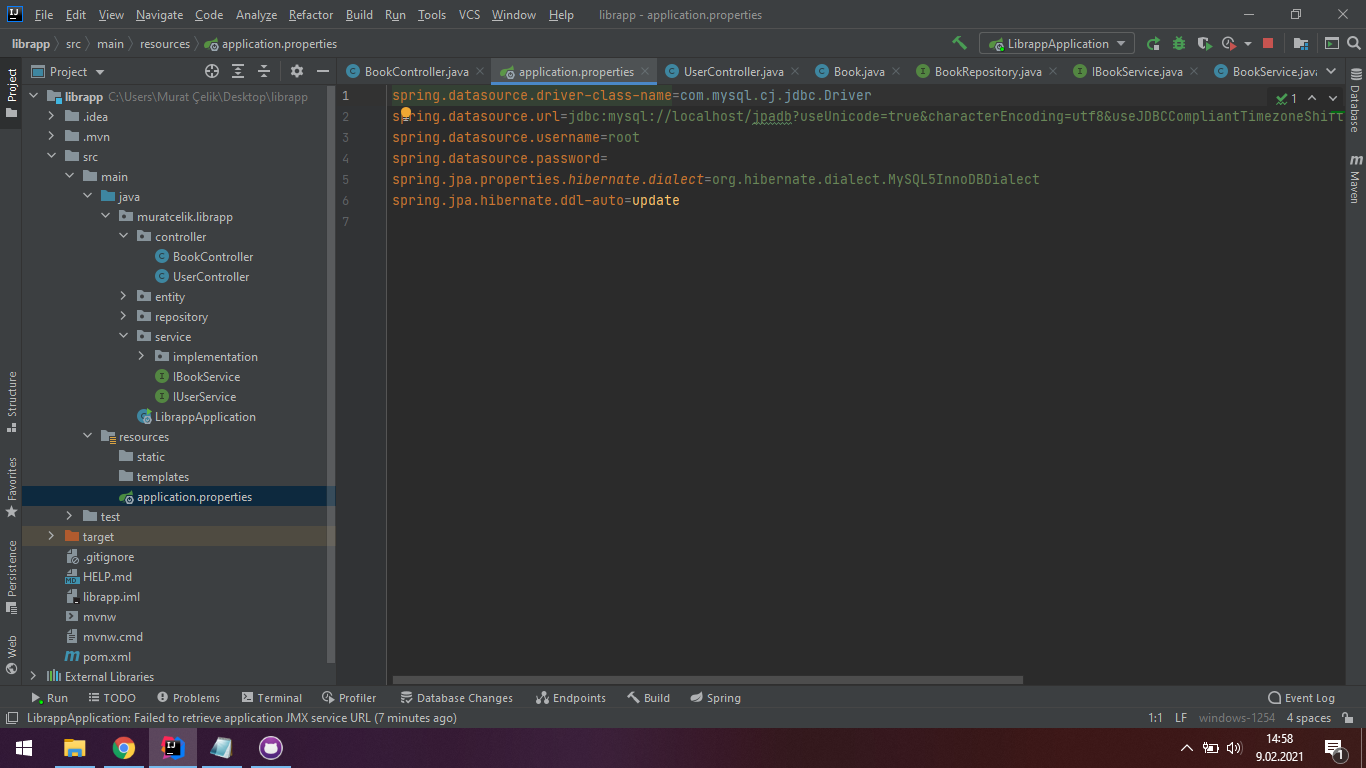 File Edit View Navigate Code Analyze Refactor Build Run Tools VCS Window Help librapp - application.properties
librapp src main resources application.properties LibrappApplication
Project BookController.java application.properties UserController.java Book.java BookRepository.java IBookService.java BookService.java
Project
librapp C:\Users\Murat Çelik\Desktop\librapp
.idea
.mvn
src
main
java
muratcelik.librapp
controller
BookController
UserController
entity
repository
service
implementation
IBookService
IUserService
LibrappApplication
resources
static
templates
application.properties
test
target
.gitignore
HELP.md
librapp.iml
mvnw
mvnw.cmd
pom.xml
External Libraries
Structure
Favorites
Persistence
Web
1 spring.datasource.driver-class-name=com.mysql.cj.jdbc.Driver
2 spring.datasource.url=jdbc:mysql://localhost/jpadb?useUnicode=true&characterEncoding=utf8&useJDBCCompliantTimezoneShift
3 spring.datasource.username=root
4 spring.datasource.password=
5 spring.jpa.properties.hibernate.dialect=org.hibernate.dialect.MySQL5InnoDBDialect
6 spring.jpa.hibernate.ddl-auto=update
7
1
Database
Maven
Run TODO Problems Terminal Profiler Database Changes Endpoints Build Spring Event Log
LibrappApplication: Failed to retrieve application JMX service URL (7 minutes ago) 1:1 LF windows-1254 4 spaces
14:58
9.02.2021
1